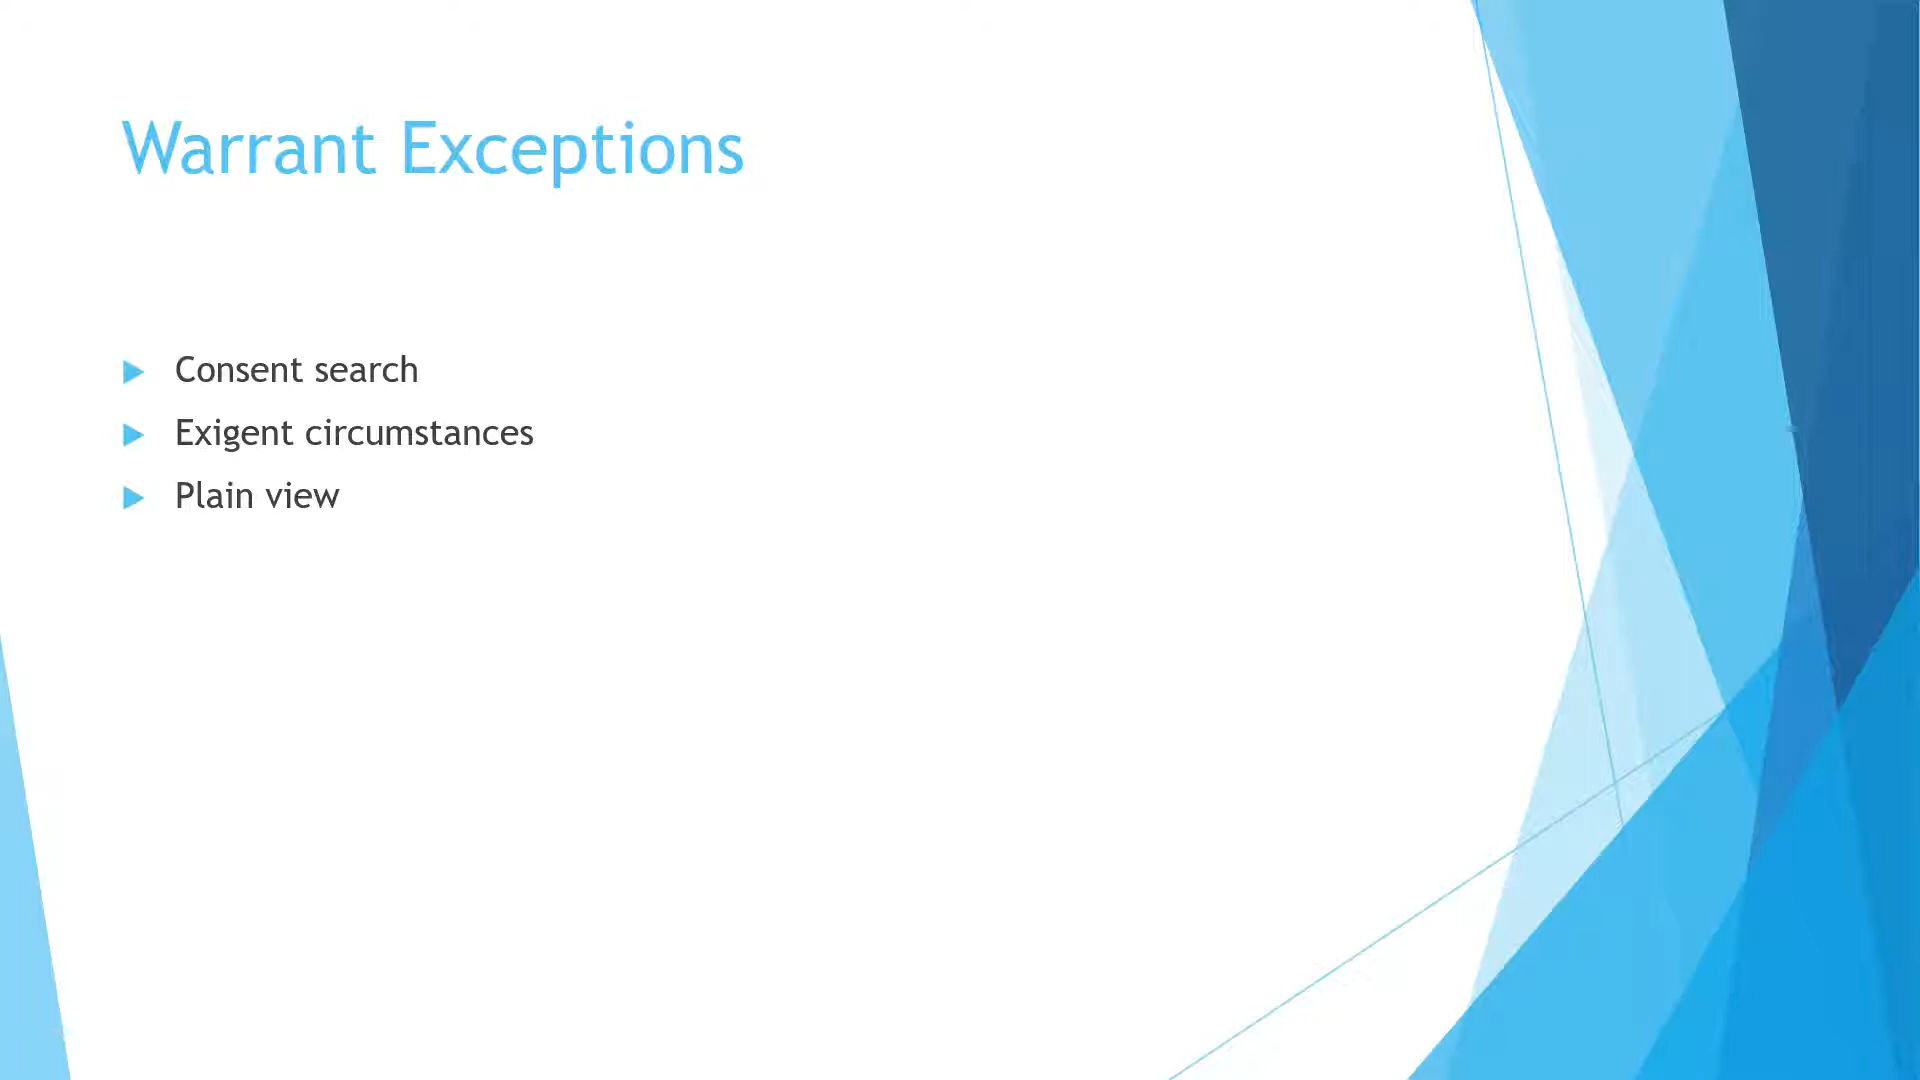 Warrant Exceptions
Consent search
Exigent circumstances
Plain view